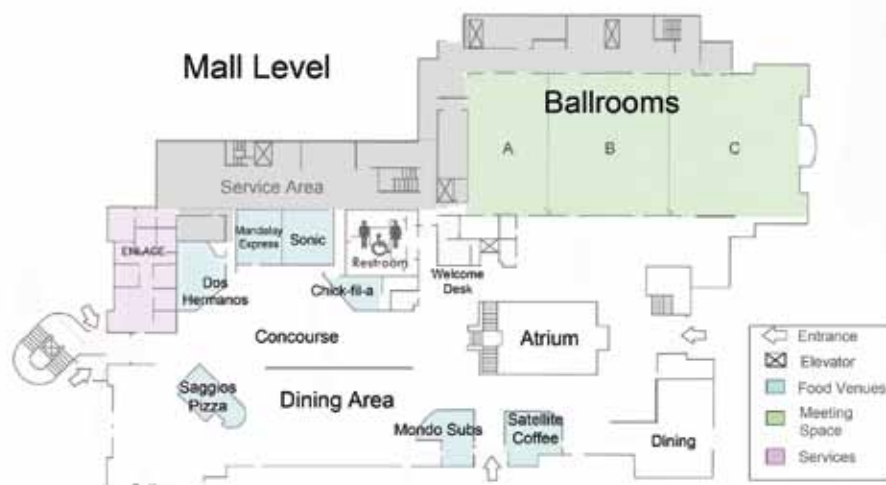 Mall Level
Ballrooms
A
B
C
Service Area
Mandalay
Express
Sonic
Restroom
ENLACE
Dos
Hermanos
Chick-fil-a
Welcome
Desk
Concourse
Atrium
Saggios
Pizza
Dining Area
Mondo Subs
Satellite
Coffee
Dining
Entrance
Elevator
Food Venues
Meeting
Space
Services